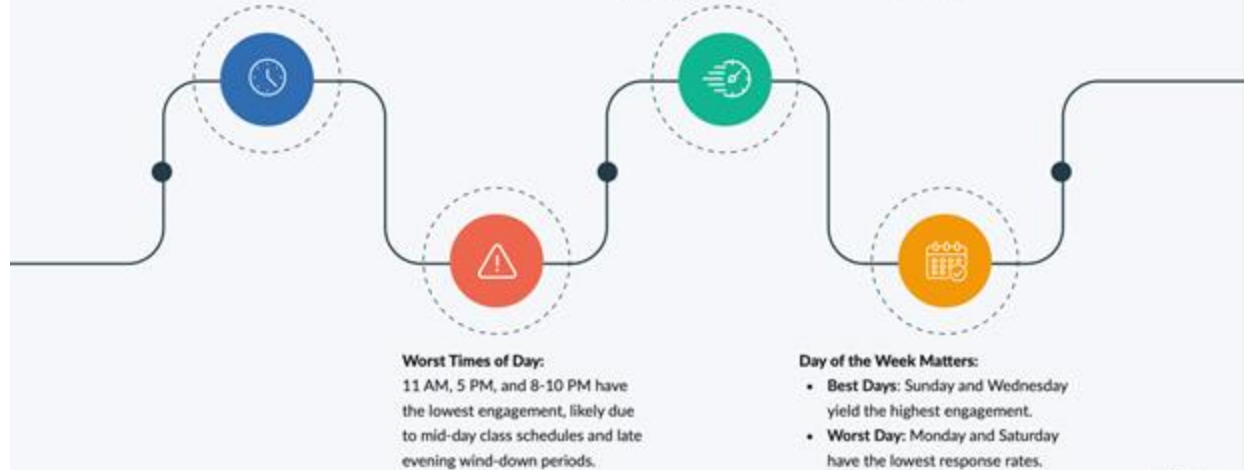 Worst Times of Day:
11 AM, 5 PM, and 8-10 PM have
the lowest engagement, likely due
to mid-day class schedules and late
evening wind-down periods.
Day of the Week Matters:
• Best Days: Sunday and Wednesday
yield the highest engagement.
• Worst Day: Monday and Saturday
have the lowest response rates.